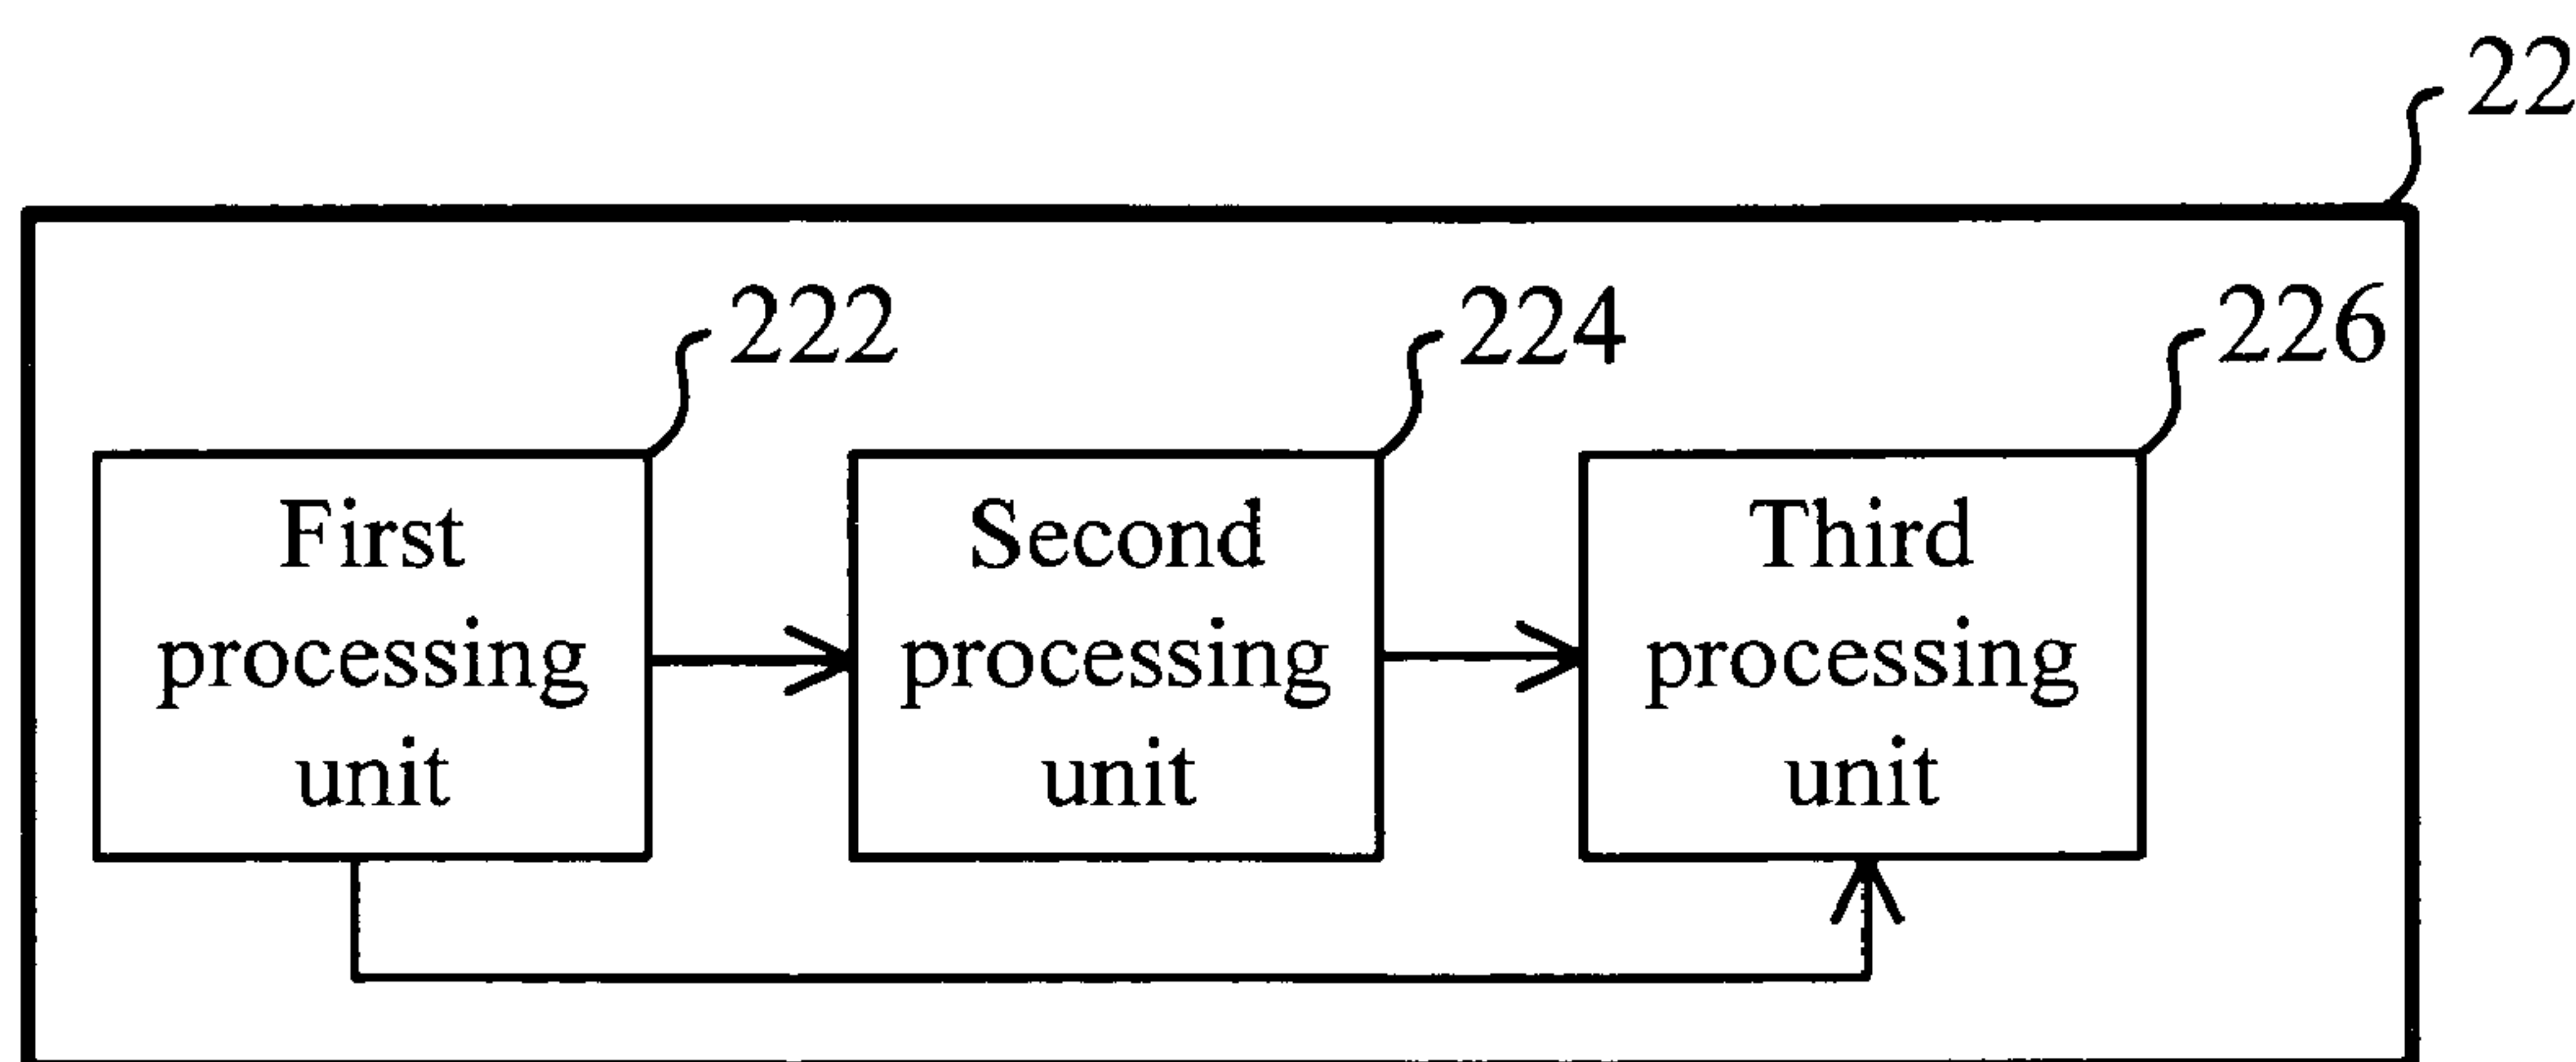 22
222
224
226
First
processing
unit
Second
processing
unit
Third
processing
unit